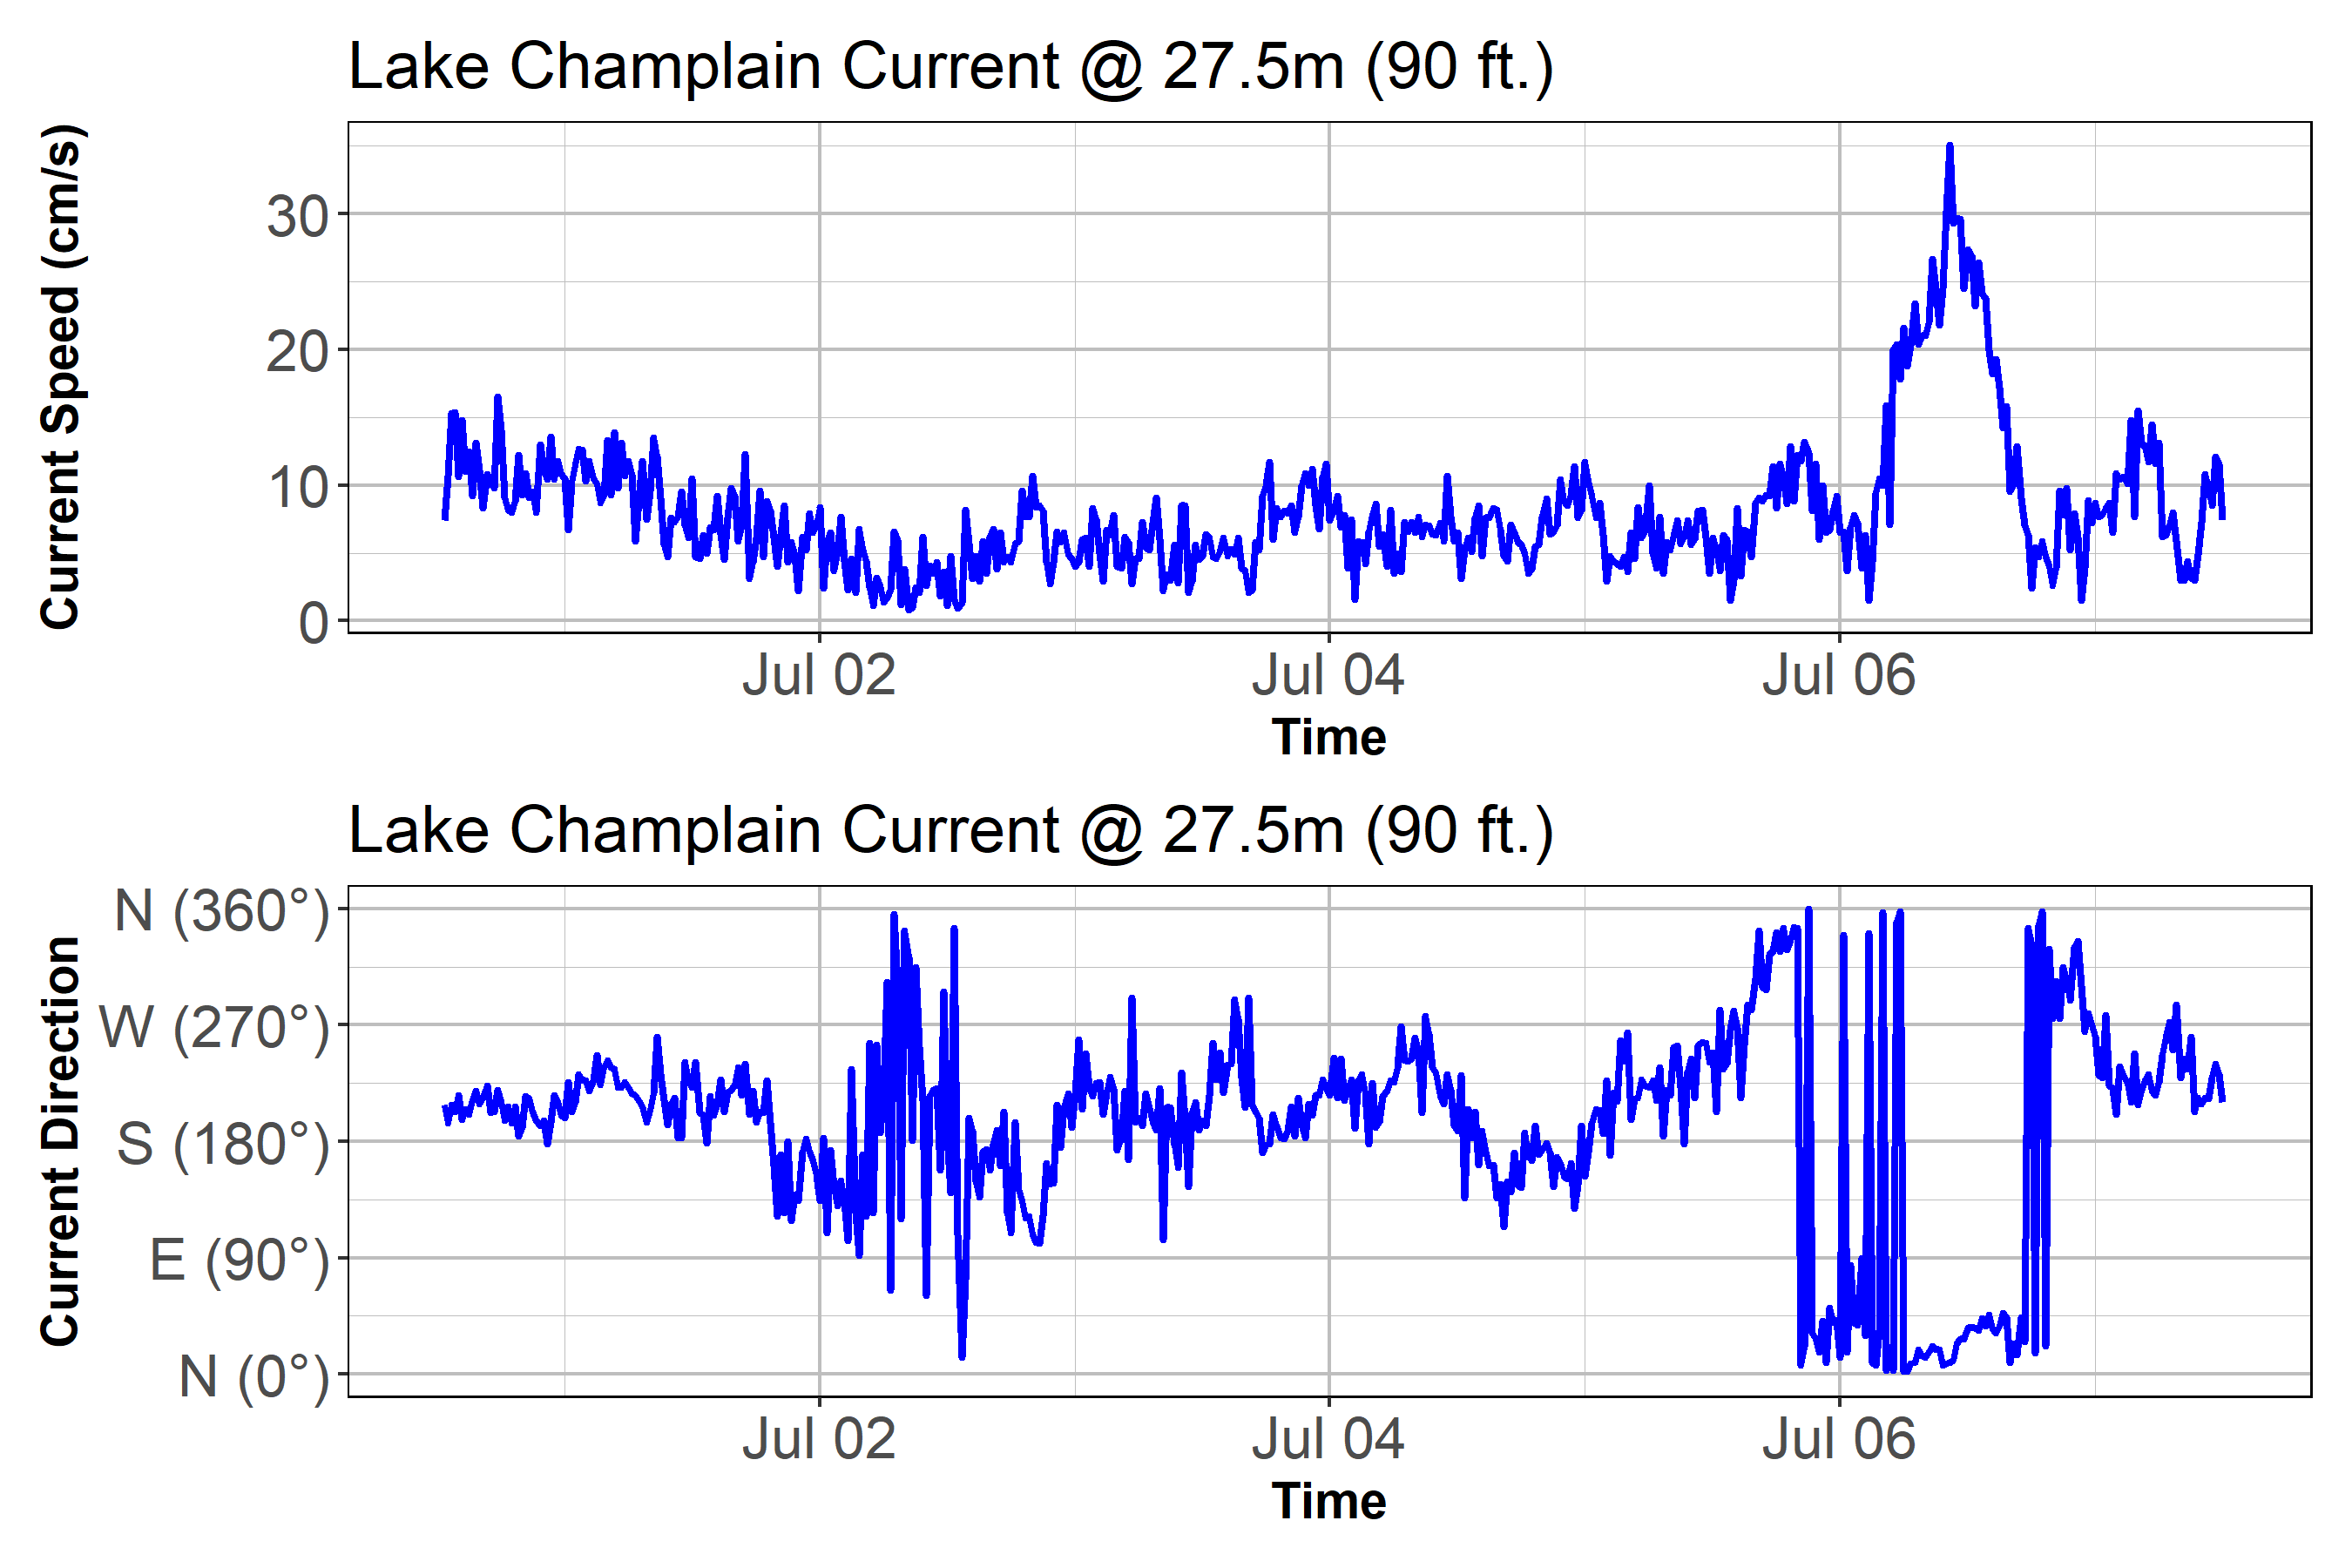 Lake Champlain Current @ 27.5m (90 ft.)
Current Speed (cm/s)
30
20
10
0
Jul 02
Jul 04
Jul 06
Time
Lake Champlain Current @ 27.5m (90 ft.)
Current Direction
N (360°)
W (270°)
S (180°)
E (90°)
N (0°)
Jul 02
Jul 04
Jul 06
Time